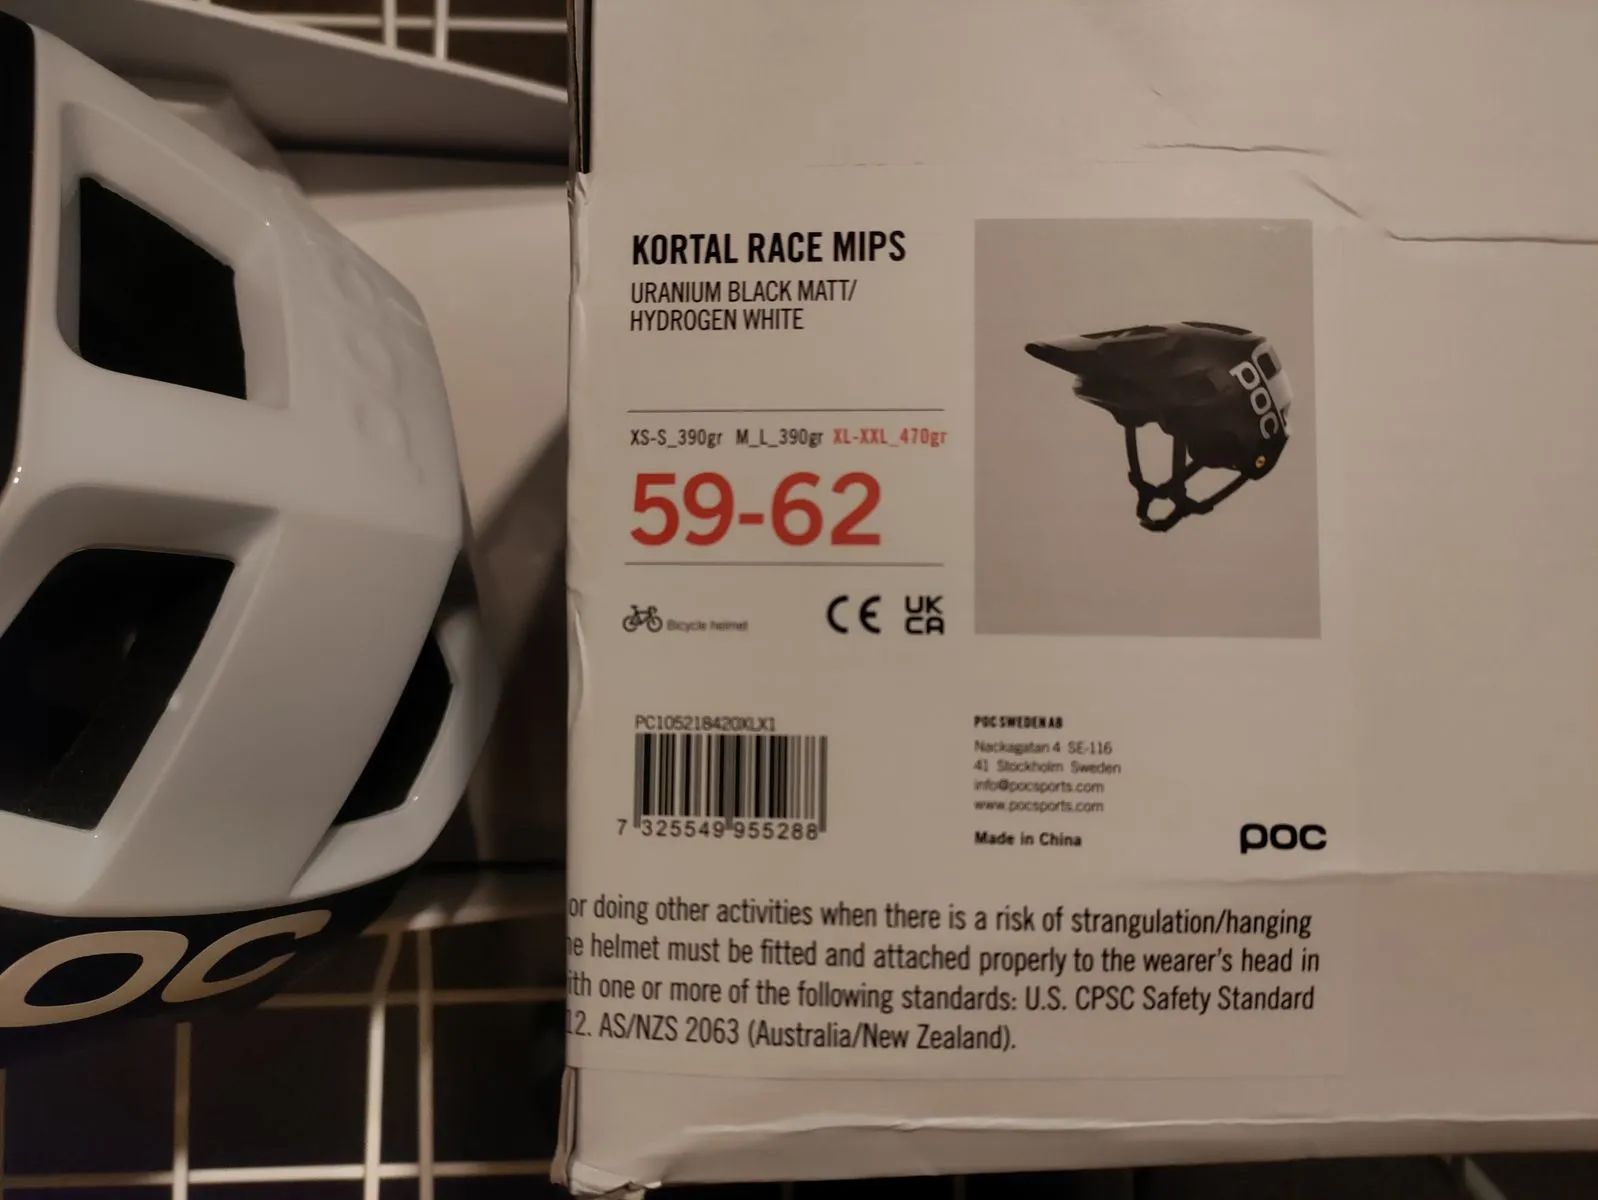 KORTAL RACE MIPS
URANIUM BLACK MATT/
HYDROGEN WHITE
XS-S_390gr M_L_390gr XL-XXL_470gr
59-62
Bicycle helmet
CE UK
CA
poc
PC105218420XLX1
7 325549 955288
POC SWEDEN AB
Nackagatan 4 SE-116
41 Stockholm Sweden
info@pocsports.com
www.pocsports.com
Made in China
poc
or doing other activities when there is a risk of strangulation/hanging
he helmet must be fitted and attached properly to the wearer's head in
ith one or more of the following standards: U.S. CPSC Safety Standard
12. AS/NZS 2063 (Australia/New Zealand).
OC